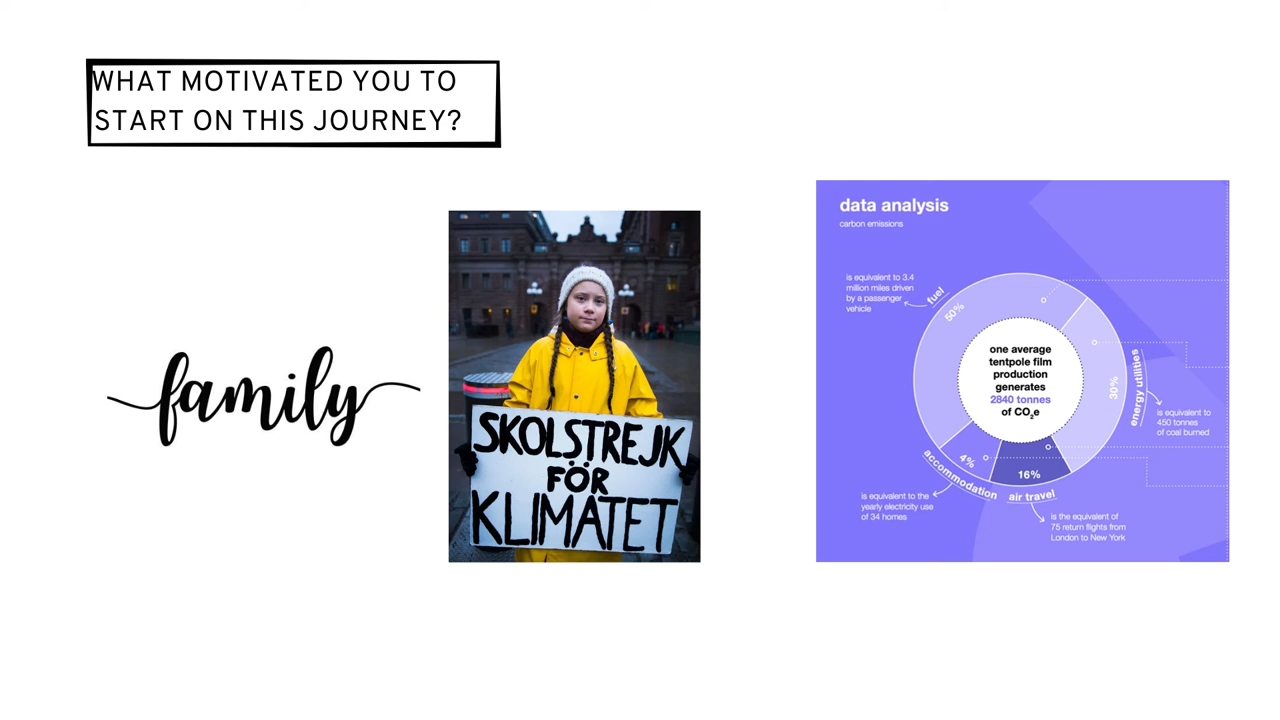 WHAT MOTIVATED YOU TO
START ON THIS JOURNEY?
family
SKOLSTREJK
FÖR
KLIMATET
data analysis
carbon emissions
is equivalent to 3.4
million miles driven
by a passenger
vehicle
fuel
50%
one average
tentpole film
production
generates
2840 tonnes
of CO₂e
30%
energy utilities
is equivalent to
450 tonnes
of coal burned
4%
accommodation
is equivalent to the
yearly electricity use
of 34 homes
16%
air travel
is the equivalent of
75 return flights from
London to New York